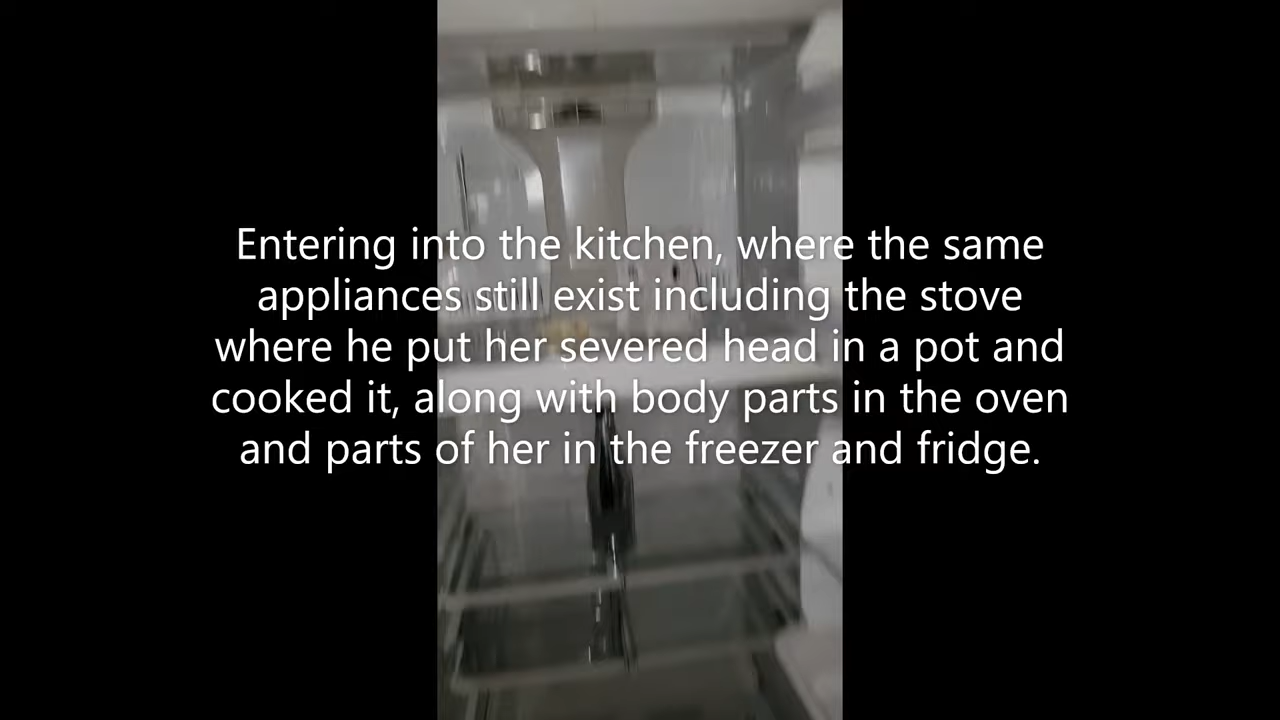 Entering into the kitchen, where the same
appliances still exist including the stove
where he put her severed head in a pot and
cooked it, along with body parts in the oven
and parts of her in the freezer and fridge.